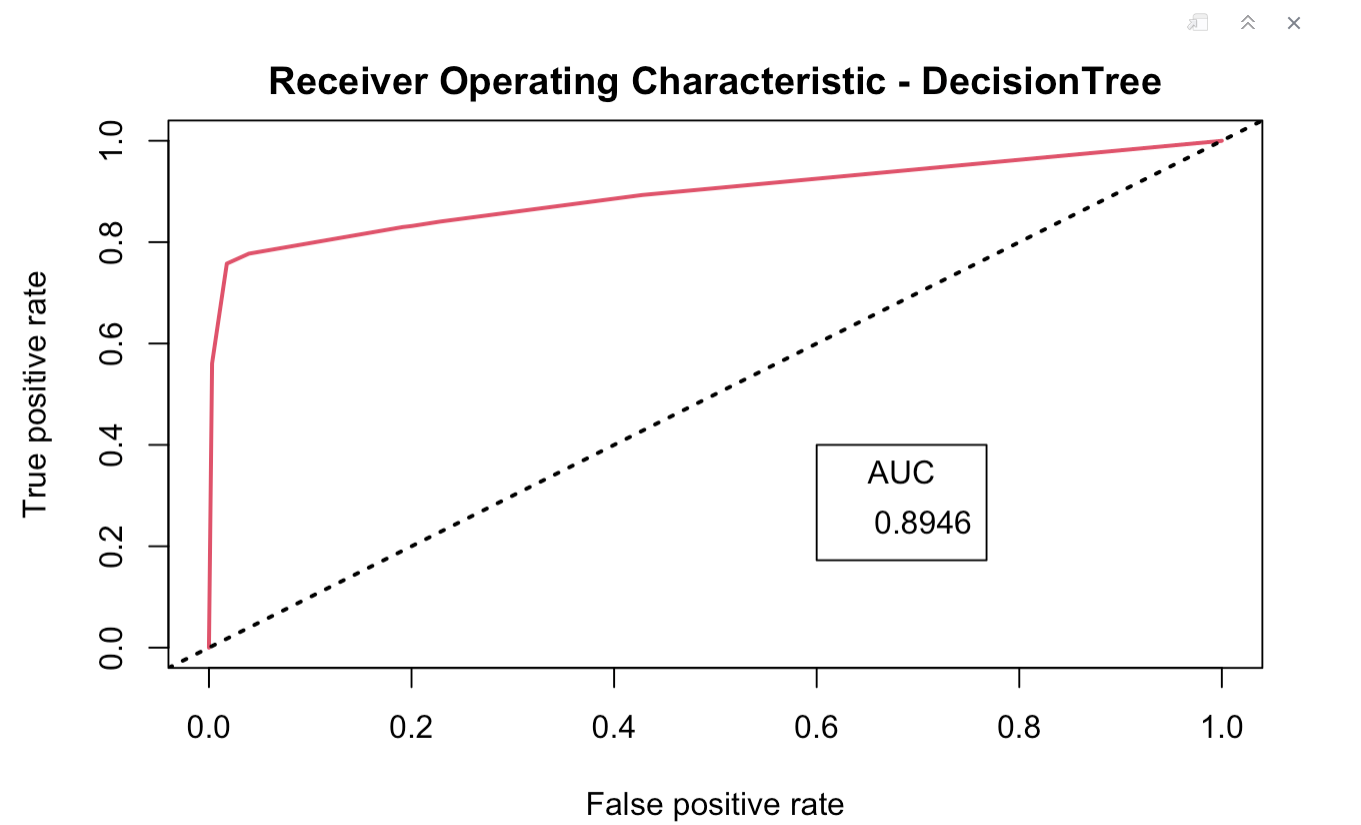 Receiver Operating Characteristic - DecisionTree
True positive rate
1.0
0.8
0.6
0.4
0.2
0.0
AUC
0.8946
0.0 0.2 0.4 0.6 0.8 1.0
False positive rate